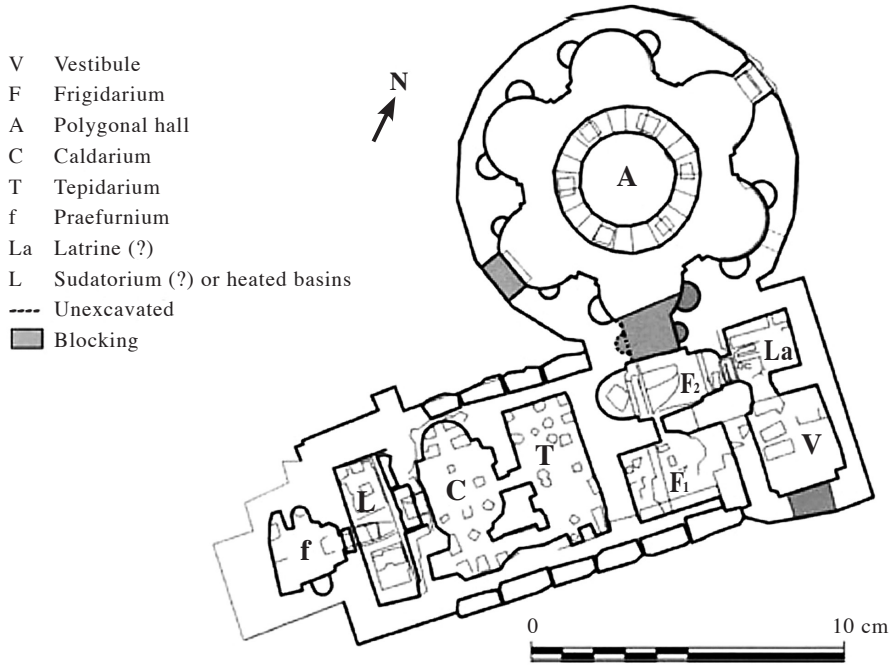 V Vestibule
F Frigidarium
A Polygonal hall
C Caldarium
T Tepidarium
f Praefurnium
La Latrine (?)
L Sudatorium (?) or heated basins
Unexcavated
Blocking
N
A
La
F2
V
T
F1
C
L
f
0 10 cm